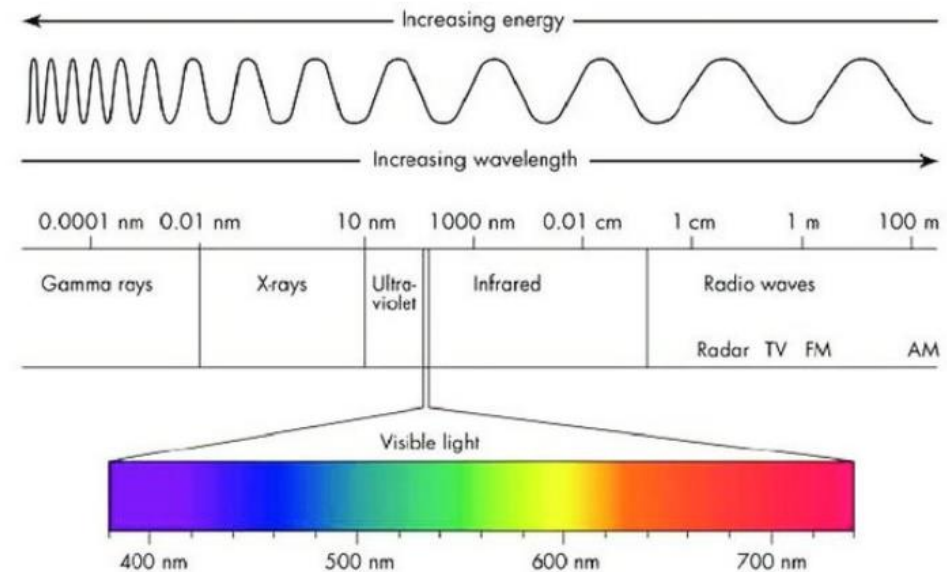 Increasing energy
Increasing wavelength
0.0001 nm 0.01 nm 10 nm 1000 nm 0.01 cm 1 cm 1 m 100 m
Gamma rays X-rays Ultra- Infrared Radio waves
violet
Radar TV FM AM
Visible light
400 nm 500 nm 600 nm 700 nm